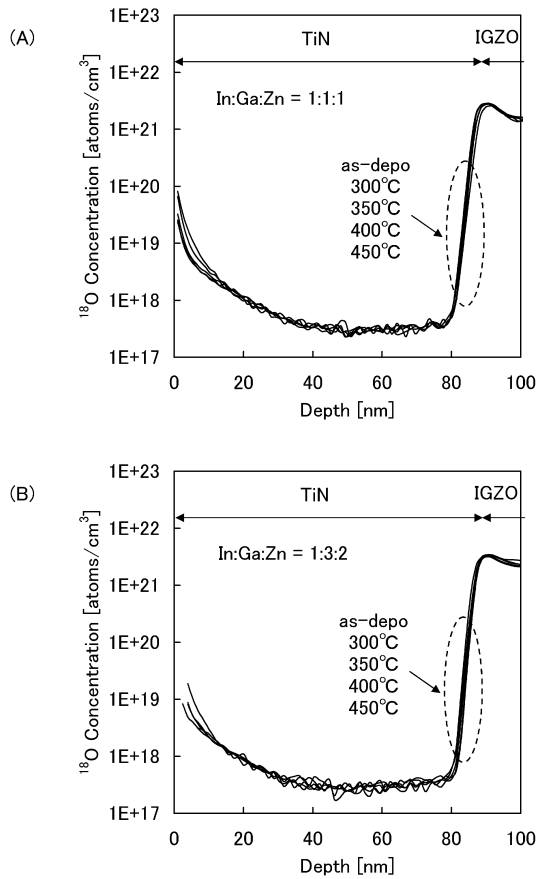 (A)
1E+23
1E+22
1E+21
1E+20
1E+19
1E+18
1E+17
¹⁸O Concentration [atoms/cm³]
TiN
IGZO
In:Ga:Zn = 1:1:1
as-depo
300℃
350℃
400℃
450℃
0 20 40 60 80 100
Depth [nm]
(B)
1E+23
1E+22
1E+21
1E+20
1E+19
1E+18
1E+17
¹⁸O Concentration [atoms/cm³]
TiN
IGZO
In:Ga:Zn = 1:3:2
as-depo
300℃
350℃
400℃
450℃
0 20 40 60 80 100
Depth [nm]